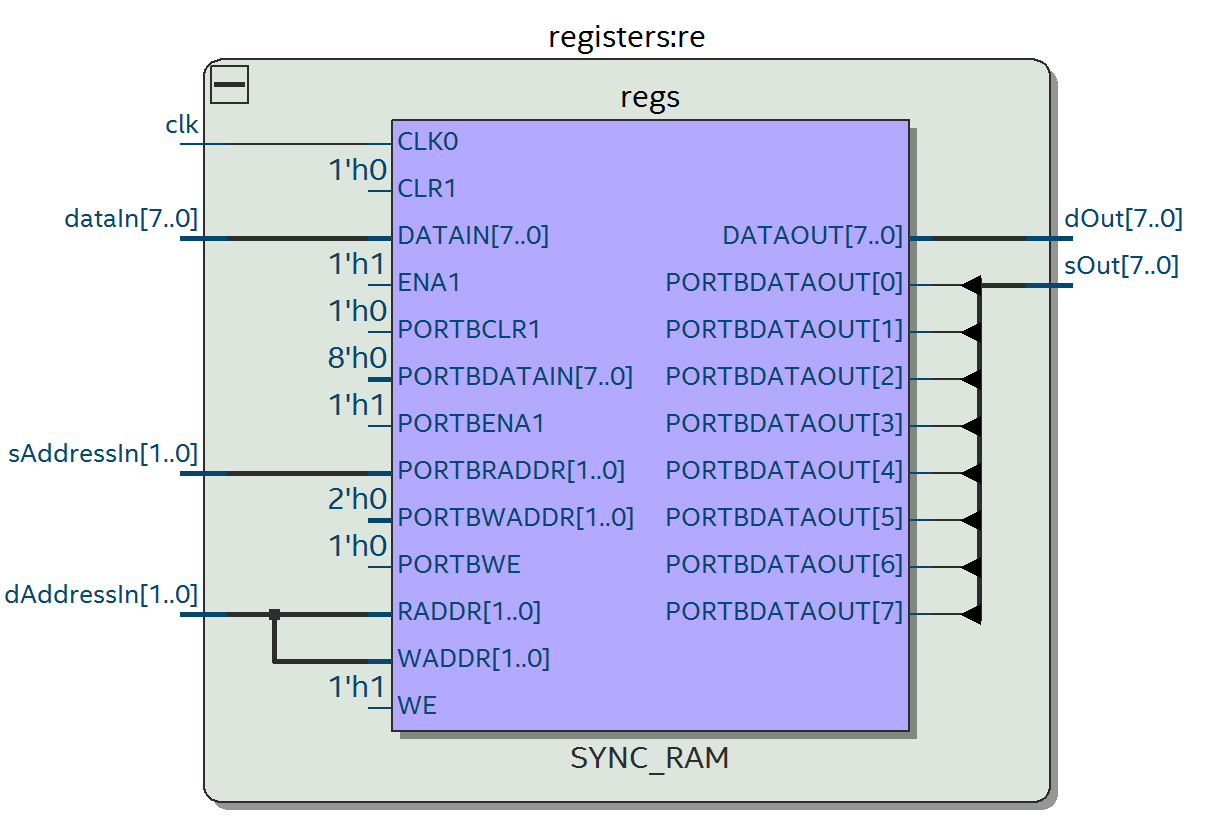 registers:re
regs
clk
CLK0
1'h0
CLR1
dataIn[7..0]
DATAIN[7..0]
DATAOUT[7..0]
dOut[7..0]
1'h1
ENA1
PORTBDATAOUT[0]
sOut[7..0]
1'h0
PORTBCLR1
PORTBDATAOUT[1]
8'h0
PORTBDATAIN[7..0]
PORTBDATAOUT[2]
1'h1
PORTBENA1
PORTBDATAOUT[3]
sAddressIn[1..0]
PORTBRADDR[1..0]
PORTBDATAOUT[4]
2'h0
PORTBWADDR[1..0]
PORTBDATAOUT[5]
1'h0
PORTBWE
PORTBDATAOUT[6]
dAddressIn[1..0]
RADDR[1..0]
PORTBDATAOUT[7]
WADDR[1..0]
1'h1
WE
SYNC_RAM